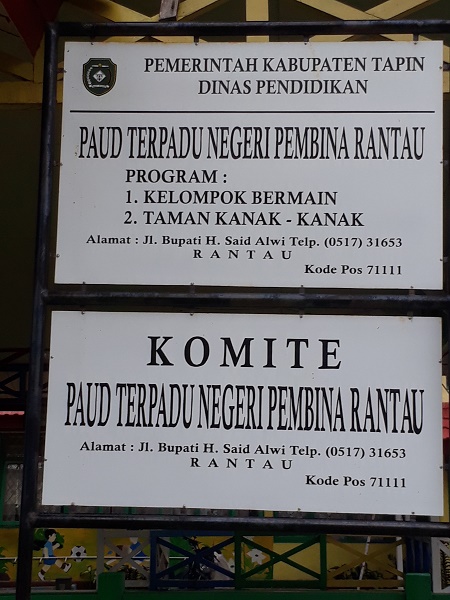 PEMERINTAH KABUPATEN TAPIN
DINAS PENDIDIKAN
PAUD TERPADU NEGERI PEMBINA RANTAU
PROGRAM :
1. KELOMPOK BERMAIN
2. TAMAN KANAK - KANAK
Alamat : Jl. Bupati H. Said Alwi Telp. (0517) 31653
RANTAU
Kode Pos 71111
KOMITE
PAUD TERPADU NEGERI PEMBINA RANTAU
Alamat : Jl. Bupati H. Said Alwi Telp. (0517) 31653
RANTAU
Kode Pos 71111